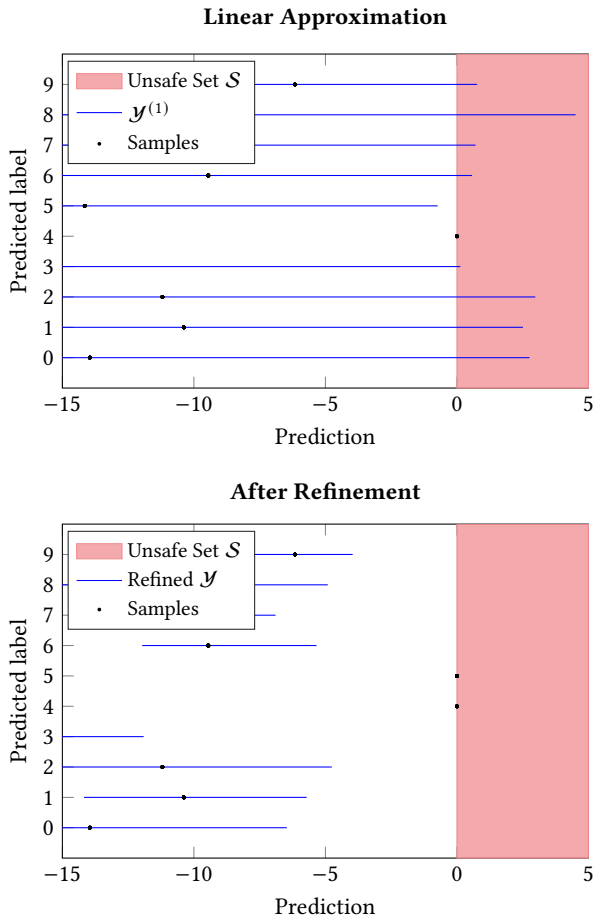 Linear Approximation
Unsafe Set 𝒮
𝒴⁽¹⁾
Samples
9
8
7
6
5
4
3
2
1
0
Predicted label
−15
−10
−5
0
5
Prediction
After Refinement
Unsafe Set 𝒮
Refined 𝒴
Samples
9
8
7
6
5
4
3
2
1
0
Predicted label
−15
−10
−5
0
5
Prediction